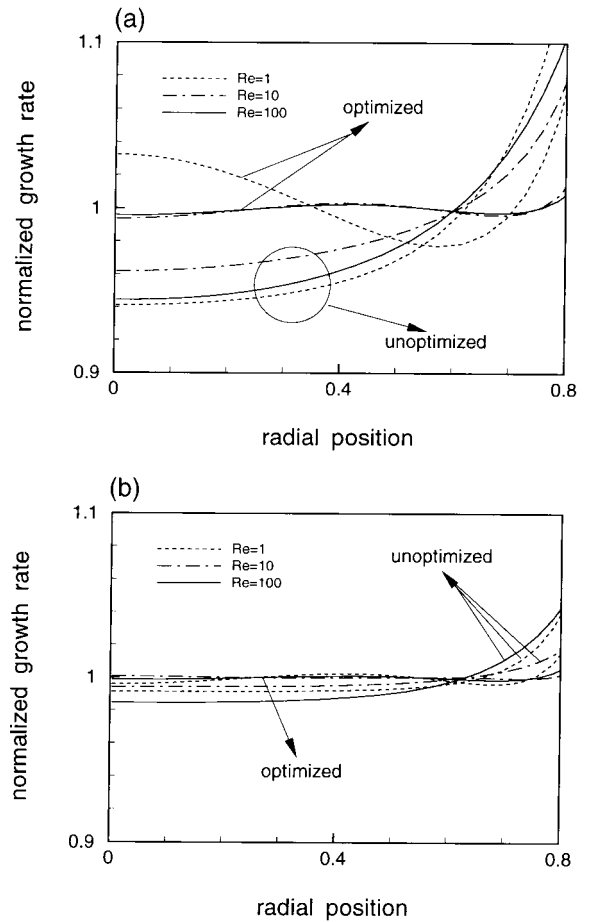 (a)
1.1
Re=1
Re=10
Re=100
optimized
1
unoptimized
0.9
0
0.4
0.8
normalized growth rate
radial position
(b)
1.1
Re=1
Re=10
Re=100
unoptimized
1
optimized
0.9
0
0.4
0.8
normalized growth rate
radial position